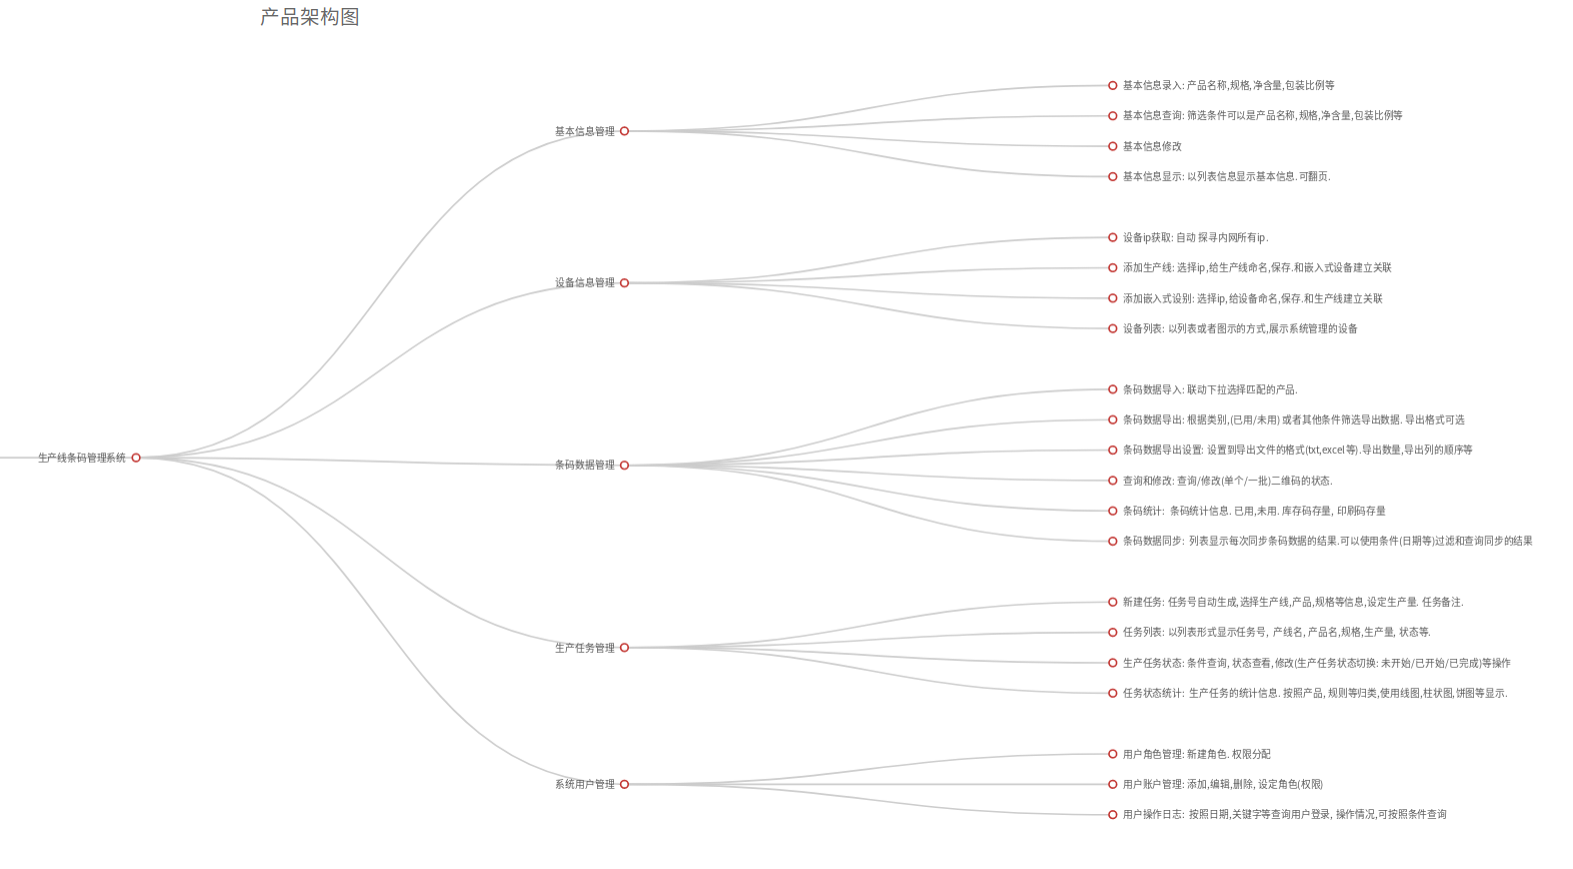 产品架构图
生产线条码管理系统
基本信息管理
基本信息录入: 产品名称,规格,净含量,包装比例等
基本信息查询: 筛选条件可以是产品名称,规格,净含量,包装比例等
基本信息修改
基本信息显示: 以列表信息显示基本信息.可翻页.
设备信息管理
设备ip获取: 自动 探寻内网所有ip.
添加生产线: 选择ip,给生产线命名,保存.和嵌入式设备建立关联
添加嵌入式设别: 选择ip,给设备命名,保存.和生产线建立关联
设备列表: 以列表或者图示的方式,展示系统管理的设备
条码数据管理
条码数据导入: 联动下拉选择匹配的产品.
条码数据导出: 根据类别,(已用/未用) 或者其他条件筛选导出数据. 导出格式可选
条码数据导出设置: 设置到导出文件的格式(txt,excel等).导出数量,导出列的顺序等
查询和修改: 查询/修改(单个/一批)二维码的状态.
条码统计: 条码统计信息. 已用,未用. 库存码存量, 印刷码存量
条码数据同步: 列表显示每次同步条码数据的结果.可以使用条件(日期等)过滤和查询同步的结果
生产任务管理
新建任务: 任务号自动生成,选择生产线,产品,规格等信息,设定生产量. 任务备注.
任务列表: 以列表形式显示任务号, 产线名, 产品名,规格,生产量, 状态等.
生产任务状态: 条件查询, 状态查看,修改(生产任务状态切换: 未开始/已开始/已完成)等操作
任务状态统计: 生产任务的统计信息. 按照产品, 规则等归类,使用线图,柱状图,饼图等显示.
系统用户管理
用户角色管理: 新建角色. 权限分配
用户账户管理: 添加,编辑,删除, 设定角色(权限)
用户操作日志: 按照日期,关键字等查询用户登录, 操作情况,可按照条件查询